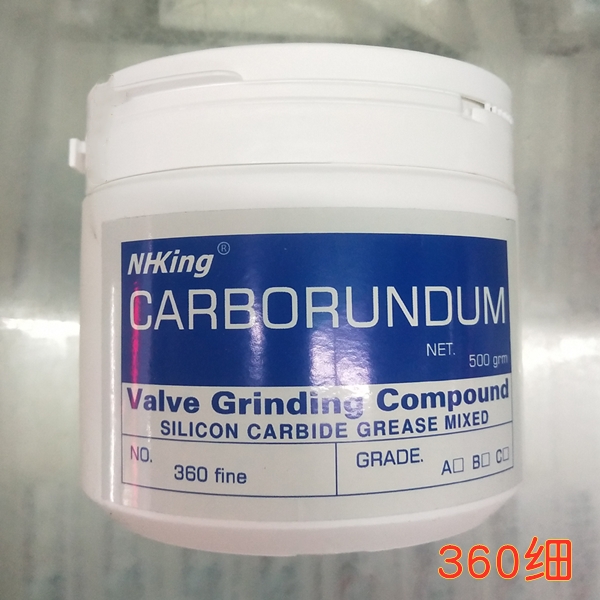 NHKing®
CARBORUNDUM
NET. 500 grm
Valve Grinding Compound
SILICON CARBIDE GREASE MIXED
NO. 360 fine
GRADE. A□ B□ C□
360细